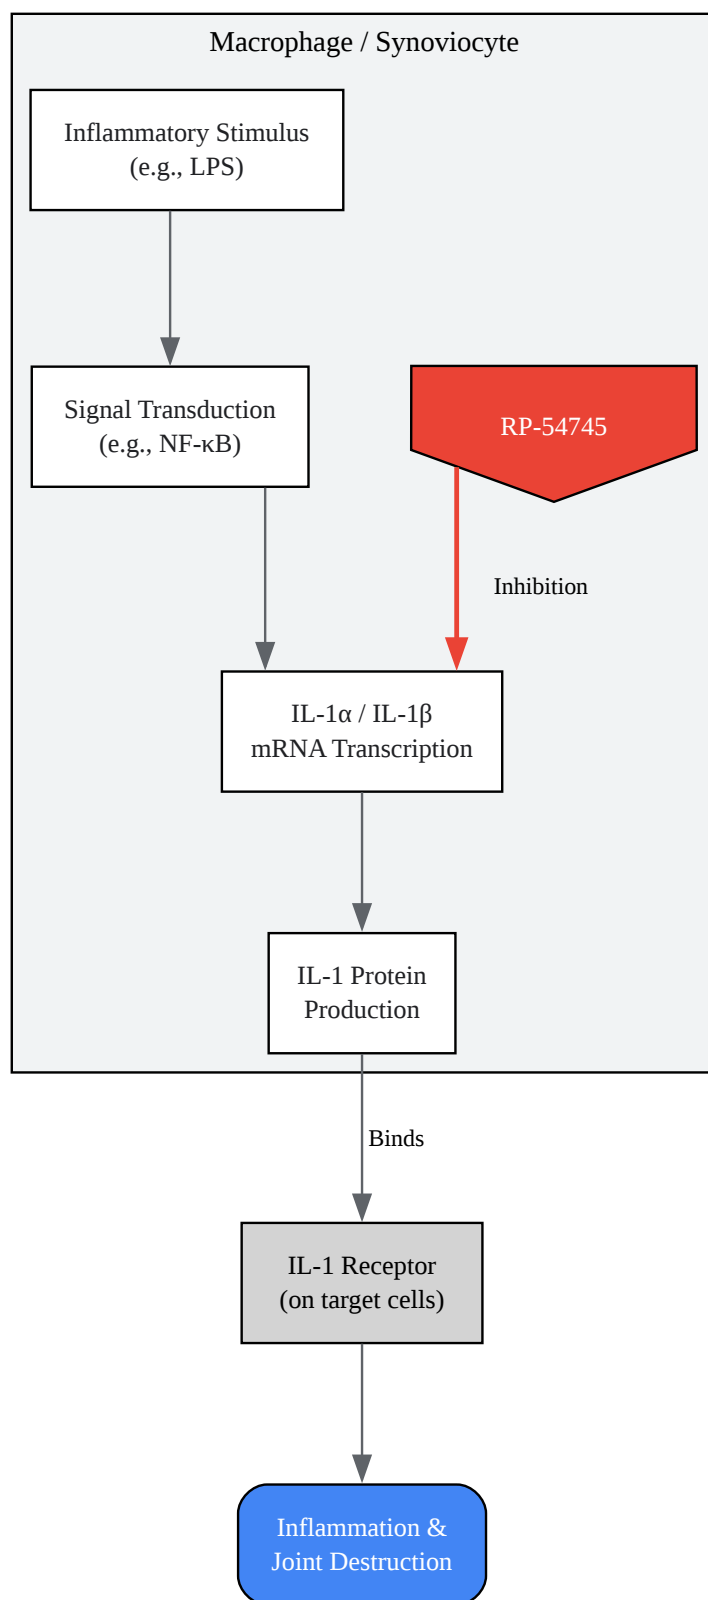 Macrophage / Synoviocyte
Inflammatory Stimulus
(e.g., LPS)
Signal Transduction
(e.g., NF-κB)
RP-54745
Inhibition
IL-1α / IL-1β
mRNA Transcription
IL-1 Protein
Production
Binds
IL-1 Receptor
(on target cells)
Inflammation &
Joint Destruction